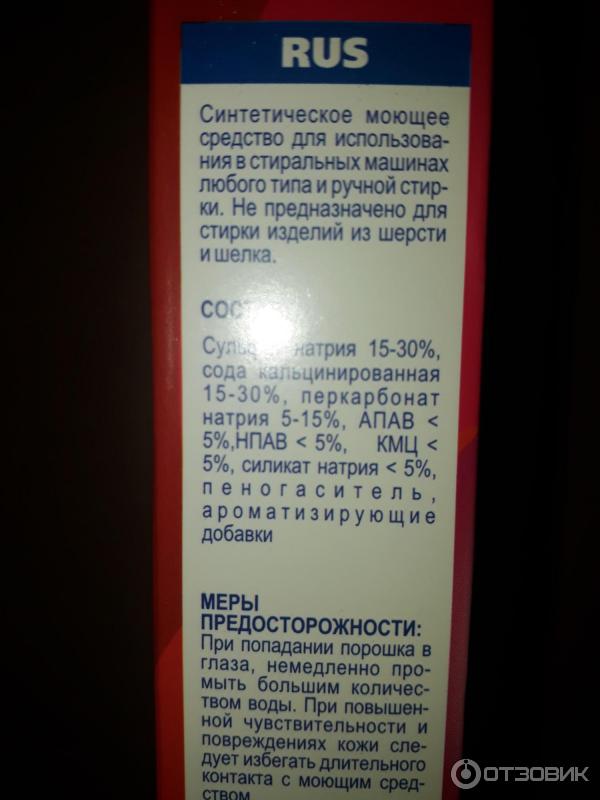 RUS
Синтетическое моющее
средство для использова-
ния в стиральных машинах
любого типа и ручной стир-
ки. Не предназначено для
стирки изделий из шерсти
и шелка.
натрия 15-30%,
сода кальцинированная
15-30%, перкарбонат
натрия 5-15%, АПАВ <
5%,НПАВ < 5%, КМЦ <
5%, силикат натрия < 5%,
пеногаситель,
ароматизирующие
добавки
МЕРЫ
ПРЕДОСТОРОЖНОСТИ:
При попадании порошка в
глаза, немедленно про-
мыть большим количес-
твом воды. При повышен-
ной чувствительности и
повреждениях кожи сле-
дует избегать длительного
контакта с моющим сред-
ством
ОТЗОВИК